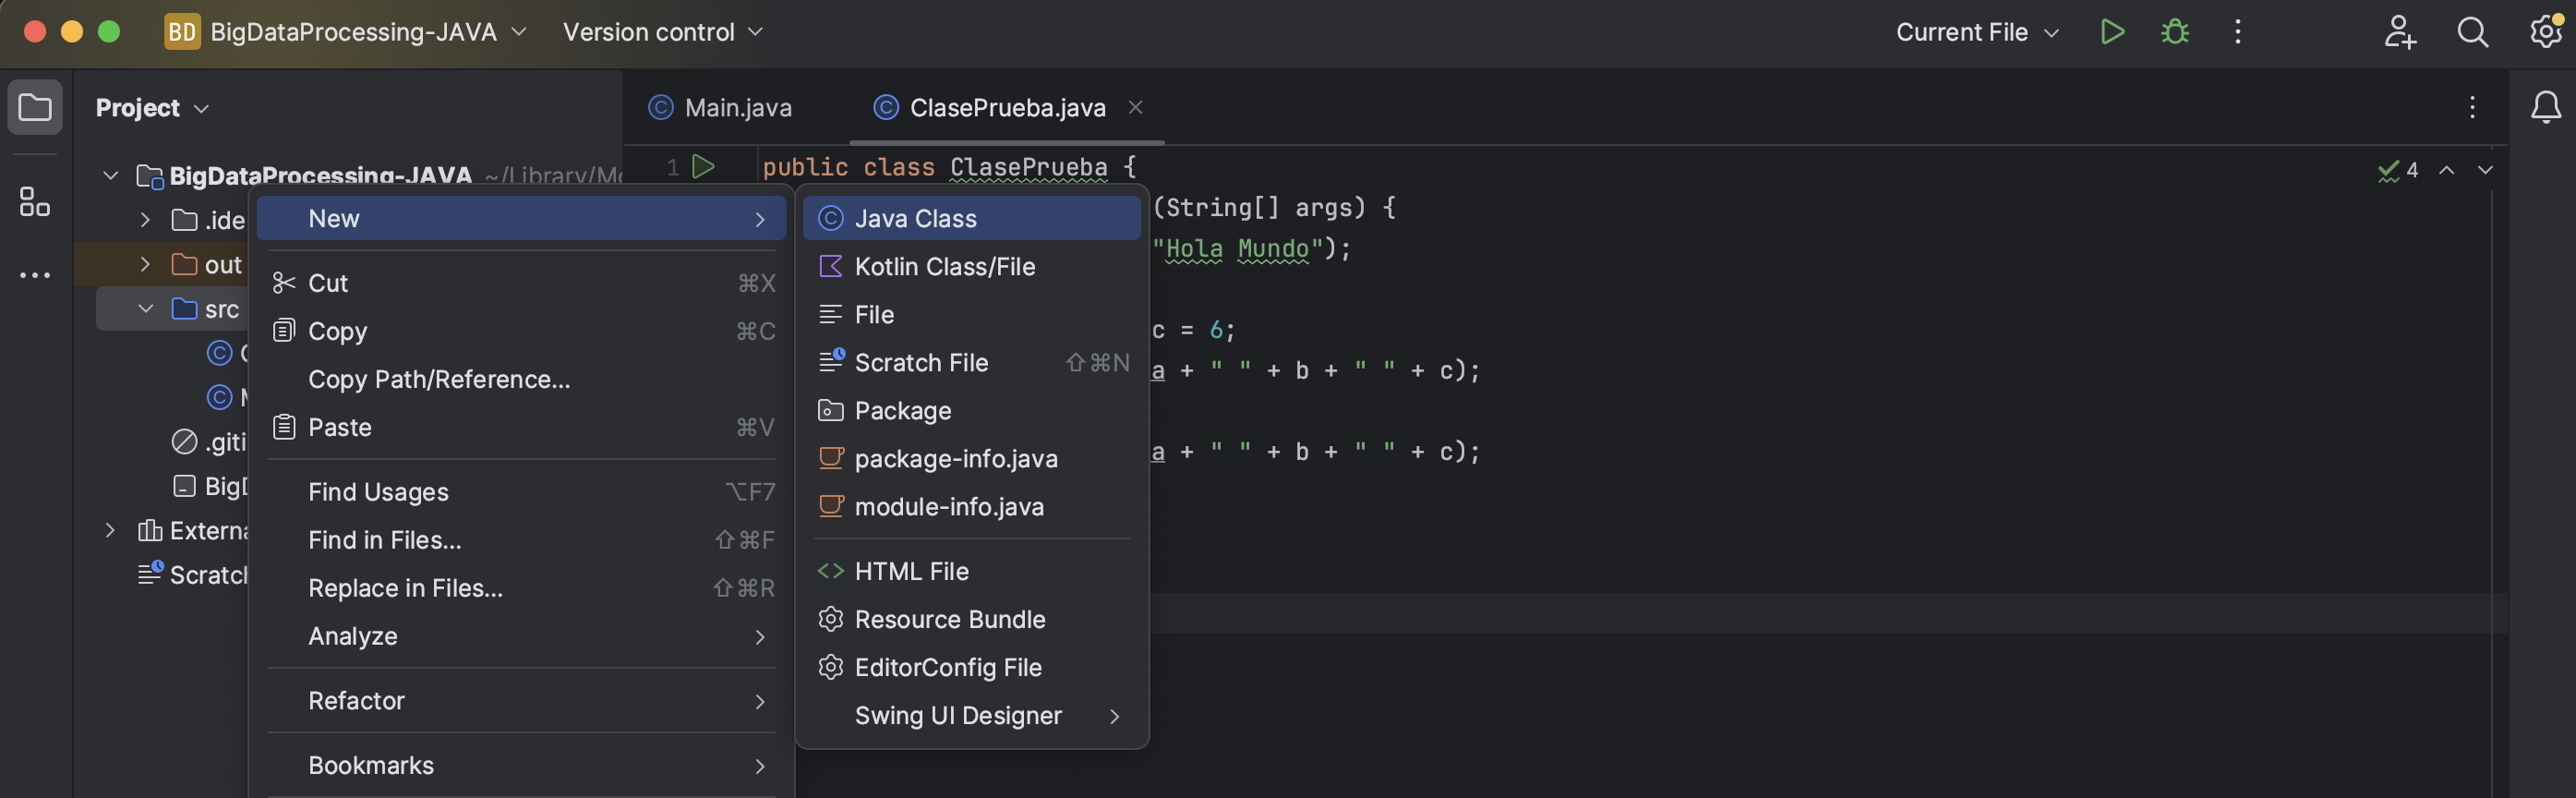 BD BigDataProcessing-JAVA Version control Current File
Project
BigDataProcessing-JAVA ~/Library/Mo
.ide
out
src
C
M
.giti
BigD
Externa
Scratch
New
Cut ⌘X
Copy ⌘C
Copy Path/Reference...
Paste ⌘V
Find Usages ⌥F7
Find in Files... ⇧⌘F
Replace in Files... ⇧⌘R
Analyze
Refactor
Bookmarks
Java Class
Kotlin Class/File
File
Scratch File ⇧⌘N
Package
package-info.java
module-info.java
HTML File
Resource Bundle
EditorConfig File
Swing UI Designer
Main.java ClasePrueba.java
1 public class ClasePrueba { 4
(String[] args) {
"Hola Mundo");
c = 6;
a + " " + b + " " + c);
a + " " + b + " " + c);